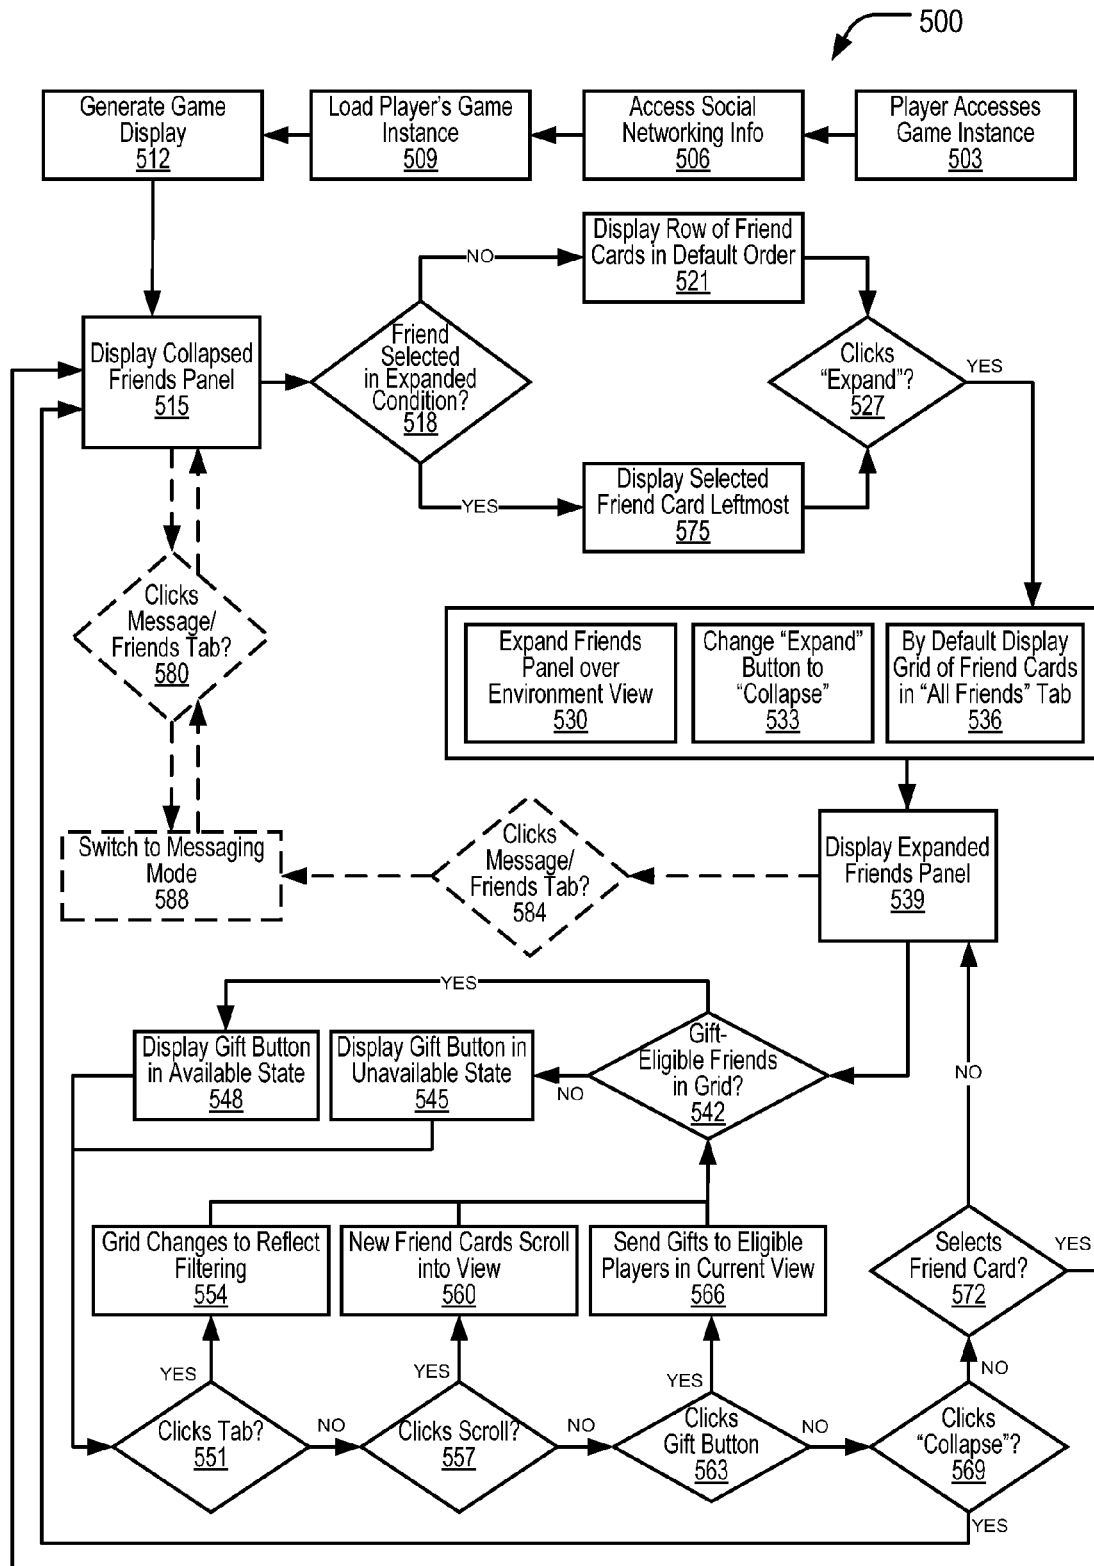 500
Generate Game
Display
512
Load Player's Game
Instance
509
Access Social
Networking Info
506
Player Accesses
Game Instance
503
Display Row of Friend
Cards in Default Order
521
NO
Display Collapsed
Friends Panel
515
Friend
Selected
in Expanded
Condition?
518
Clicks
“Expand”?
527
YES
YES
Display Selected
Friend Card Leftmost
575
Clicks
Message/
Friends Tab?
580
Expand Friends
Panel over
Environment View
530
Change “Expand”
Button to
“Collapse”
533
By Default Display
Grid of Friend Cards
in “All Friends” Tab
536
Switch to Messaging
Mode
588
Clicks
Message/
Friends Tab?
584
Display Expanded
Friends Panel
539
YES
Display Gift Button
in Available State
548
Display Gift Button in
Unavailable State
545
NO
Gift-
Eligible Friends
in Grid?
542
NO
Grid Changes to Reflect
Filtering
554
New Friend Cards Scroll
into View
560
Send Gifts to Eligible
Players in Current View
566
Selects
Friend Card?
572
YES
YES
YES
YES
NO
Clicks Tab?
551
NO
Clicks Scroll?
557
NO
Clicks
Gift Button
563
NO
Clicks
“Collapse”?
569
YES